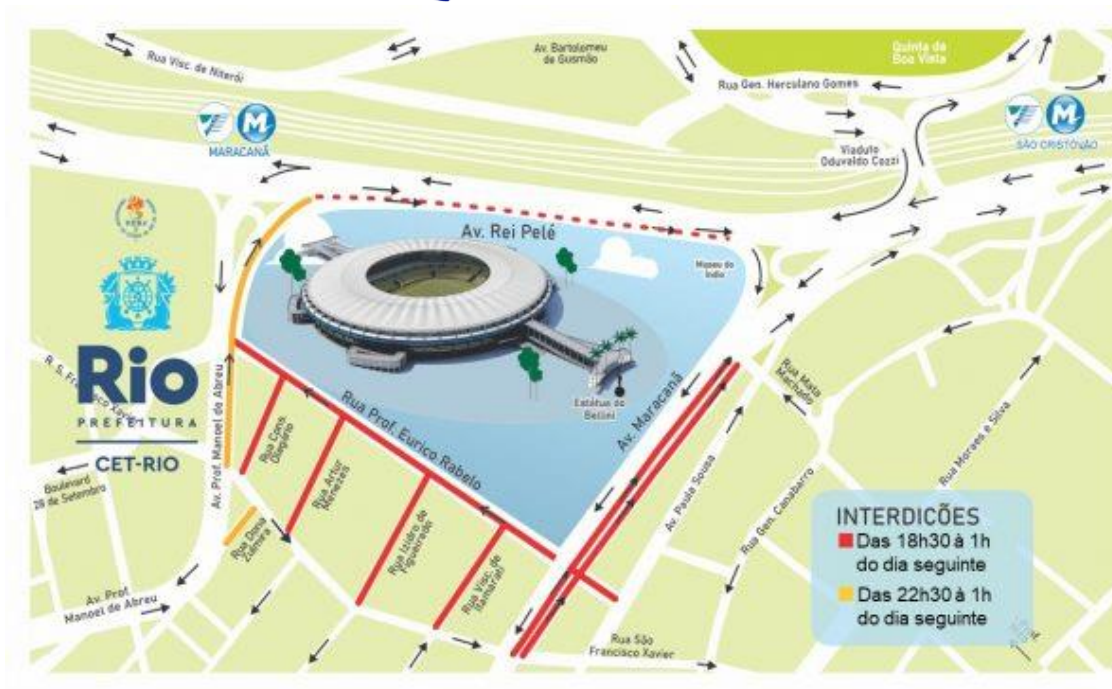 Rua Visc. de Niterói
Av. Bartolomeu
de Gusmão
Quinta da
Boa Vista
Rua Gen. Herculano Gomes
M
MARACANÃ
M
SÃO CRISTÓVÃO
Viaduto
Oduvaldo Cozzi
Av. Rei Pelé
Museu do
Índio
Rio
PREFEITURA
CET-RIO
Av. Prof. Manoel de Abreu
Boulevard
28 de Setembro
Rua Cons.
Olegário
Rua Artur
Menezes
Rua Prof. Eurico Rabelo
Estátua do
Bellini
Av. Maracanã
Rua Mata
Machado
Rua Moraes e Silva
Av. Paula Sousa
Rua Gen. Canabarro
Rua Dona
Zulmira
Rua Izidro de
Figueiredo
Rua Visc. de
Itamarati
Av. Prof.
Manoel de Abreu
Rua São
Francisco Xavier
INTERDICÕES
Das 18h30 à 1h
do dia seguinte
Das 22h30 à 1h
do dia seguinte